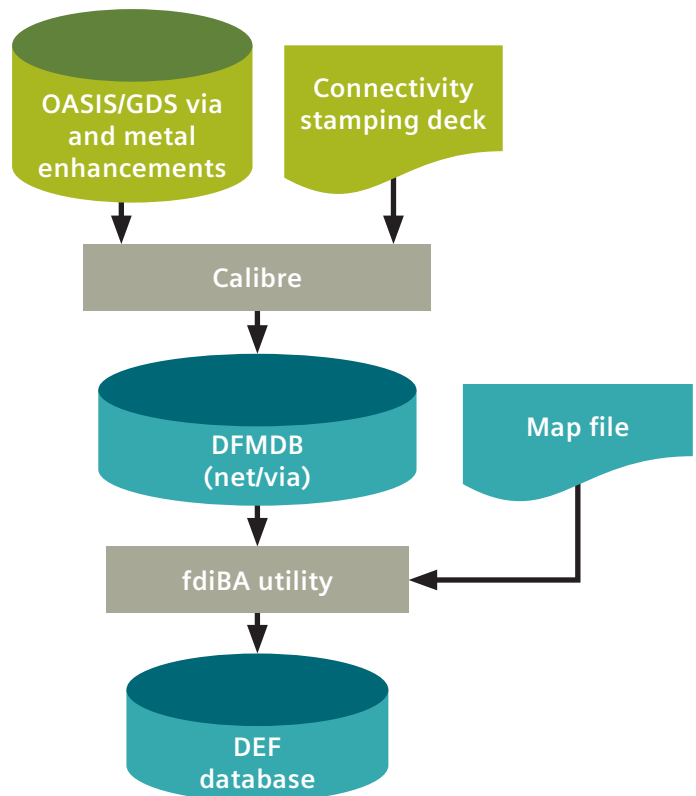 OASIS/GDS via
and metal
enhancements
Connectivity
stamping deck
Calibre
DFMDB
(net/via)
Map file
fdiBA utility
DEF
database